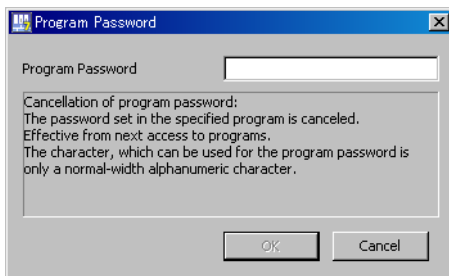 Program Password
Program Password
Cancellation of program password:
The password set in the specified program is canceled.
Effective from next access to programs.
The character, which can be used for the program password is
only a normal-width alphanumeric character.
OK
Cancel